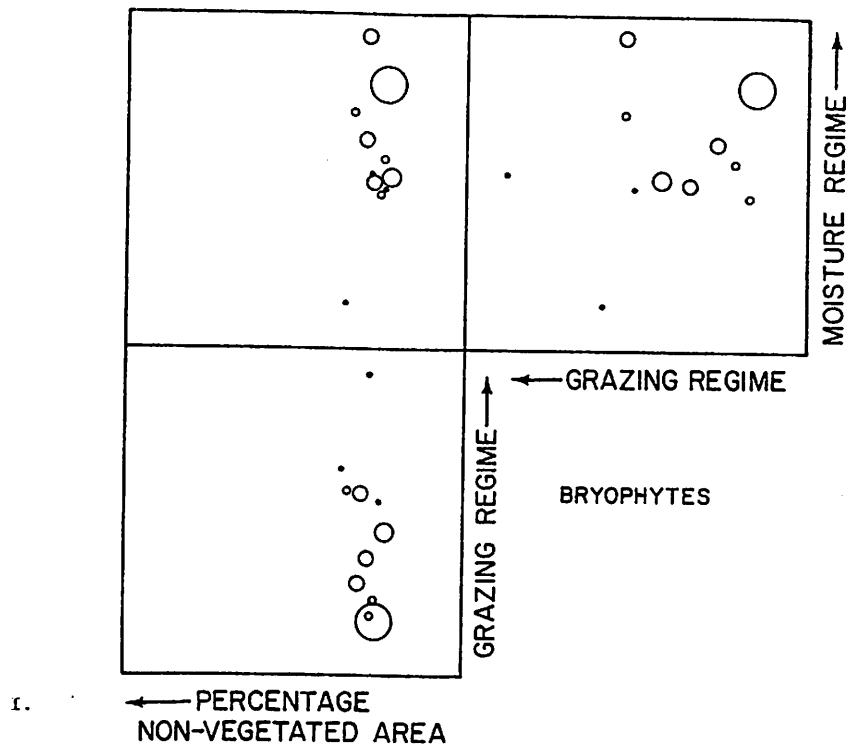 MOISTURE REGIME
GRAZING REGIME
GRAZING REGIME
BRYOPHYTES
I.
PERCENTAGE
NON-VEGETATED AREA